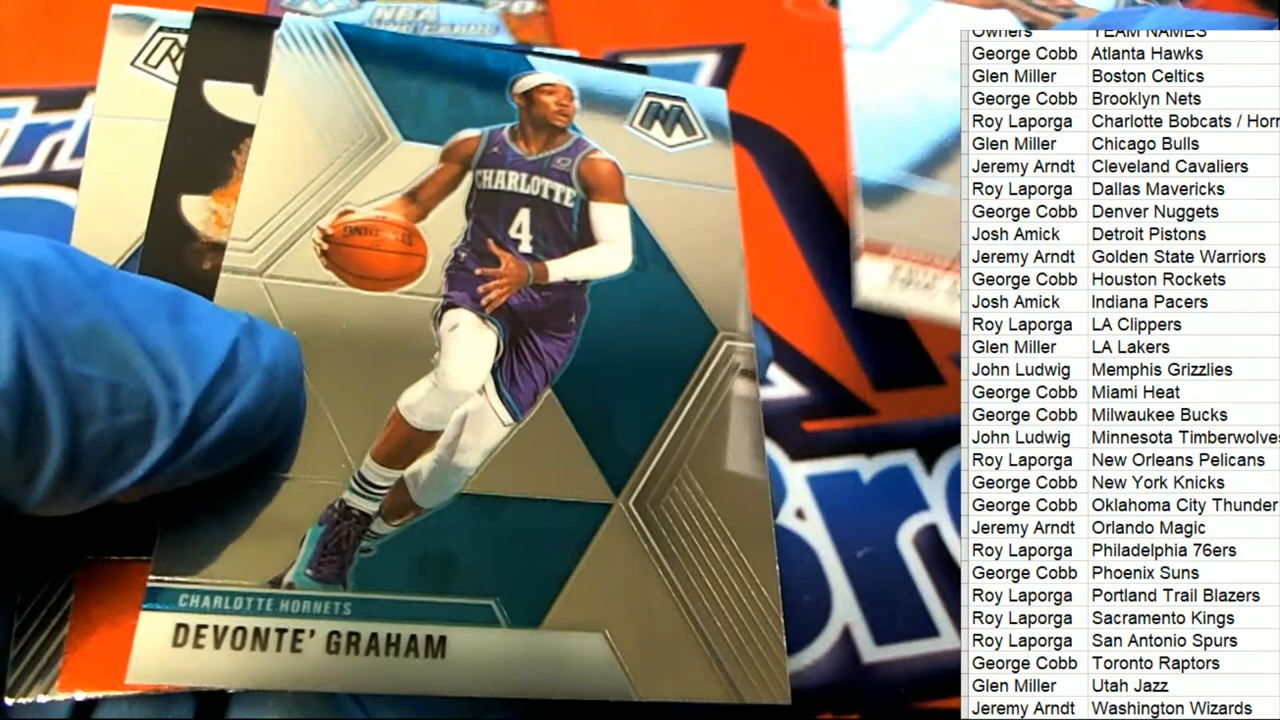 NBA
20
CHARLOTTE
4
CHARLOTTE HORNETS
DEVONTE' GRAHAM
Owners TEAM NAMES
George Cobb Atlanta Hawks
Glen Miller Boston Celtics
George Cobb Brooklyn Nets
Roy Laporga Charlotte Bobcats / Horr
Glen Miller Chicago Bulls
Jeremy Arndt Cleveland Cavaliers
Roy Laporga Dallas Mavericks
George Cobb Denver Nuggets
Josh Amick Detroit Pistons
Jeremy Arndt Golden State Warriors
George Cobb Houston Rockets
Josh Amick Indiana Pacers
Roy Laporga LA Clippers
Glen Miller LA Lakers
John Ludwig Memphis Grizzlies
George Cobb Miami Heat
George Cobb Milwaukee Bucks
John Ludwig Minnesota Timberwolves
Roy Laporga New Orleans Pelicans
George Cobb New York Knicks
George Cobb Oklahoma City Thunder
Jeremy Arndt Orlando Magic
Roy Laporga Philadelphia 76ers
George Cobb Phoenix Suns
Roy Laporga Portland Trail Blazers
Roy Laporga Sacramento Kings
Roy Laporga San Antonio Spurs
George Cobb Toronto Raptors
Glen Miller Utah Jazz
Jeremy Arndt Washington Wizards